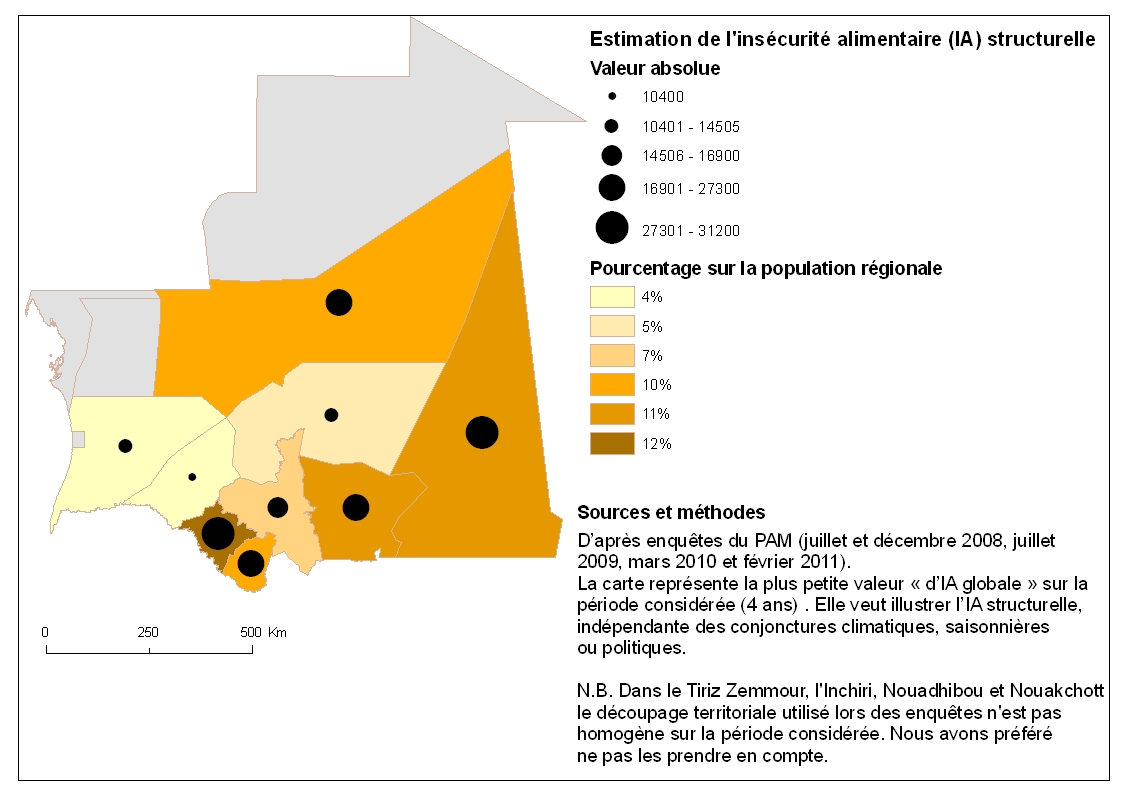 Estimation de l'insécurité alimentaire (IA) structurelle
Valeur absolue
10400
10401 - 14505
14506 - 16900
16901 - 27300
27301 - 31200
Pourcentage sur la population régionale
4%
5%
7%
10%
11%
12%
Sources et méthodes
D'après enquêtes du PAM (juillet et décembre 2008, juillet
2009, mars 2010 et février 2011).
La carte représente la plus petite valeur « d'IA globale » sur la
période considérée (4 ans) . Elle veut illustrer l'IA structurelle,
indépendante des conjonctures climatiques, saisonnières
ou politiques.
N.B. Dans le Tiriz Zemmour, l'Inchiri, Nouadhibou et Nouakchott
le découpage territoriale utilisé lors des enquêtes n'est pas
homogène sur la période considérée. Nous avons préféré
ne pas les prendre en compte.
0 250 500 Km